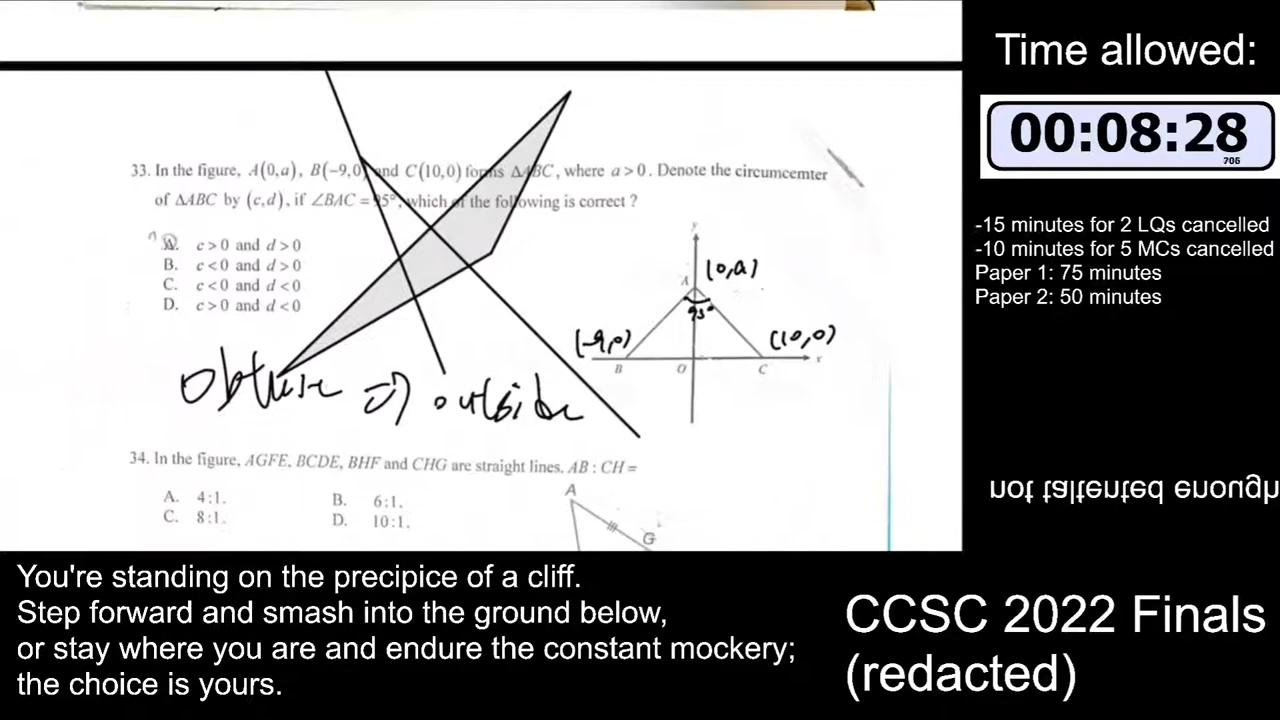 33. In the figure, A(0,a), B(−9,0) and C(10,0) forms ΔABC, where a > 0. Denote the circumcemter
of ΔABC by (c,d), if ∠BAC = 95°, which of the following is correct ?
A. c > 0 and d > 0
B. c < 0 and d > 0
C. c < 0 and d < 0
D. c > 0 and d < 0
y
A (0,a)
95°
(-9,0) (10,0)
B O C x
obtuse => outside
34. In the figure, AGFE, BCDE, BHF and CHG are straight lines. AB : CH =
A. 4:1. B. 6:1.
C. 8:1. D. 10:1.
A
G
Time allowed:
00:08:28
706
-15 minutes for 2 LQs cancelled
-10 minutes for 5 MCs cancelled
Paper 1: 75 minutes
Paper 2: 50 minutes
not taltented enough
You're standing on the precipice of a cliff.
Step forward and smash into the ground below,
or stay where you are and endure the constant mockery;
the choice is yours.
CCSC 2022 Finals
(redacted)